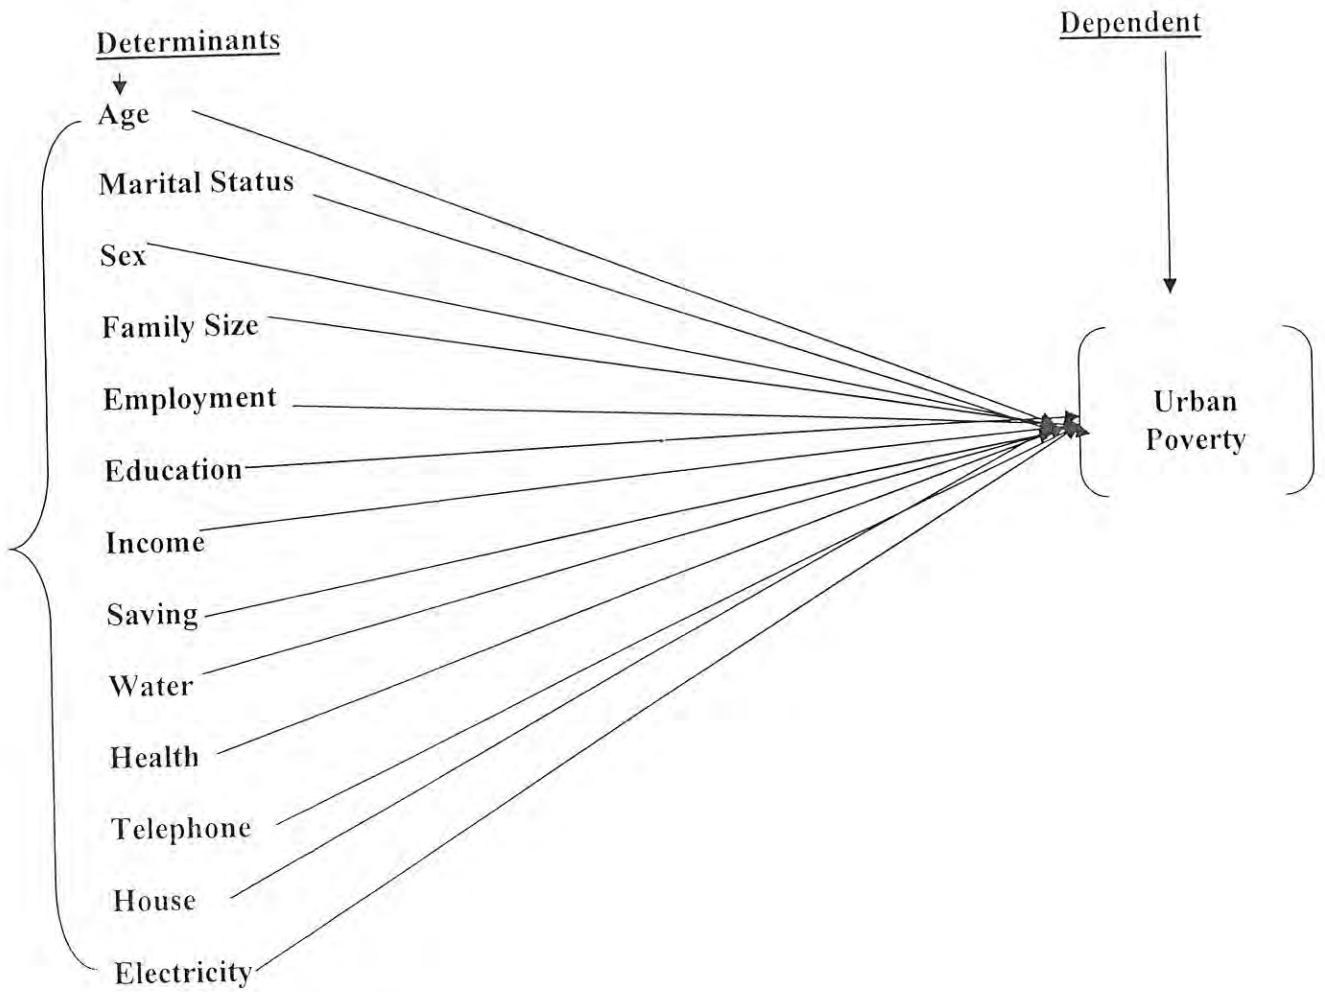 Determinants
Dependent
Age
Marital Status
Sex
Family Size
Employment
Education
Income
Saving
Water
Health
Telephone
House
Electricity
Urban
Poverty